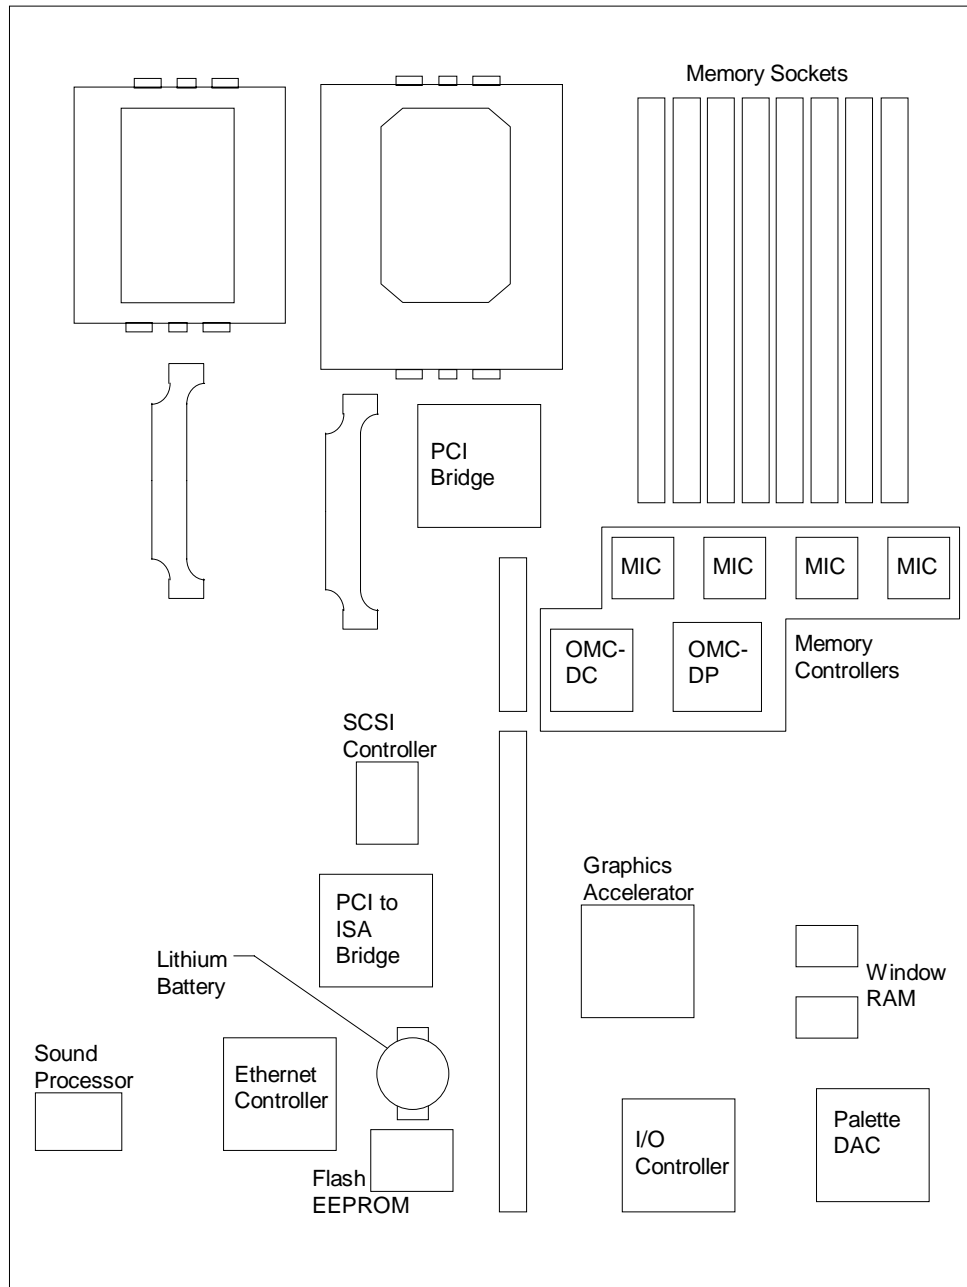 Memory Sockets
PCI
Bridge
MIC
MIC
MIC
MIC
OMC-
DC
OMC-
DP
Memory
Controllers
SCSI
Controller
Graphics
Accelerator
PCI to
ISA
Bridge
Lithium
Battery
Window
RAM
Sound
Processor
Ethernet
Controller
I/O
Controller
Palette
DAC
Flash
EEPROM